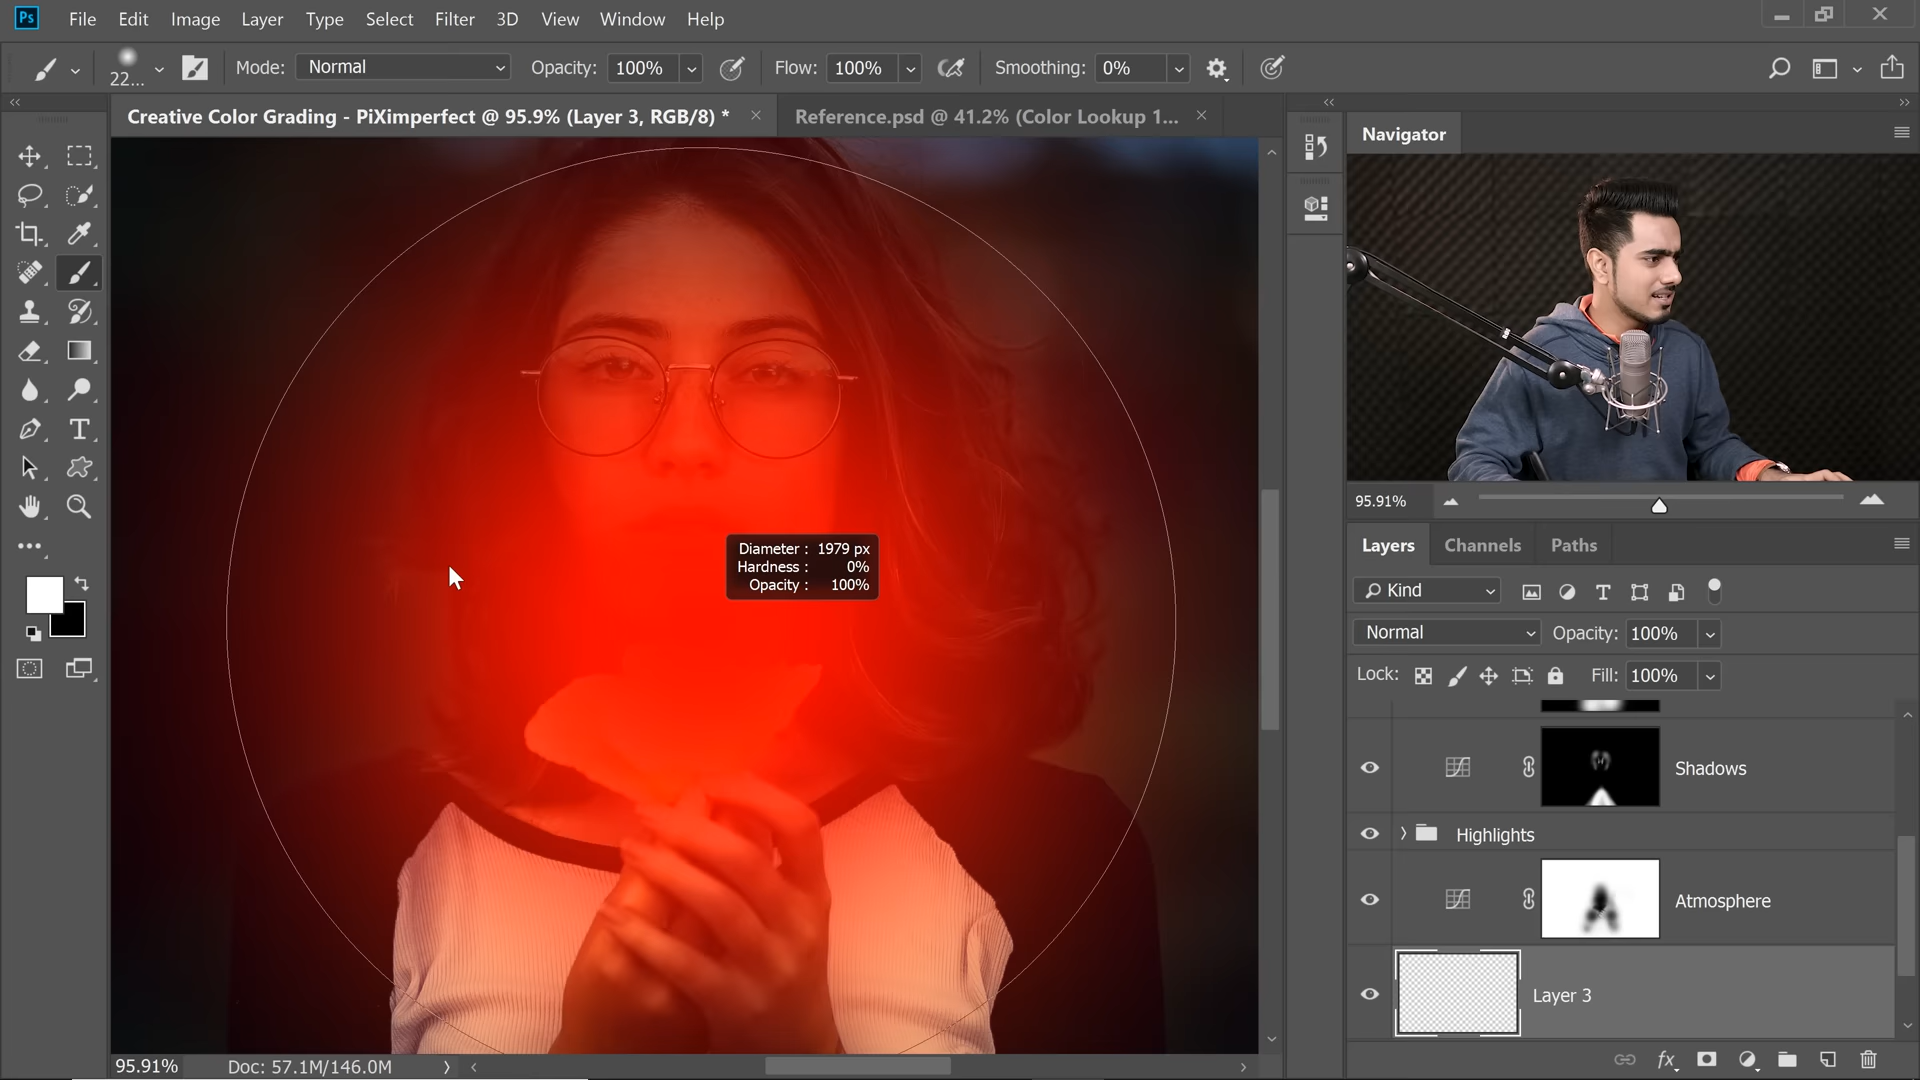 Ps File Edit Image Layer Type Select Filter 3D View Window Help
22... Mode: Normal Opacity: 100% Flow: 100% Smoothing: 0%
Creative Color Grading - PiXimperfect @ 95.9% (Layer 3, RGB/8) *
Reference.psd @ 41.2% (Color Lookup 1...
Navigator
Diameter : 1979 px
Hardness : 0%
Opacity : 100%
95.91%
Layers Channels Paths
Kind
Normal Opacity: 100%
Lock: Fill: 100%
Shadows
Highlights
Atmosphere
Layer 3
95.91% Doc: 57.1M/146.0M
fx